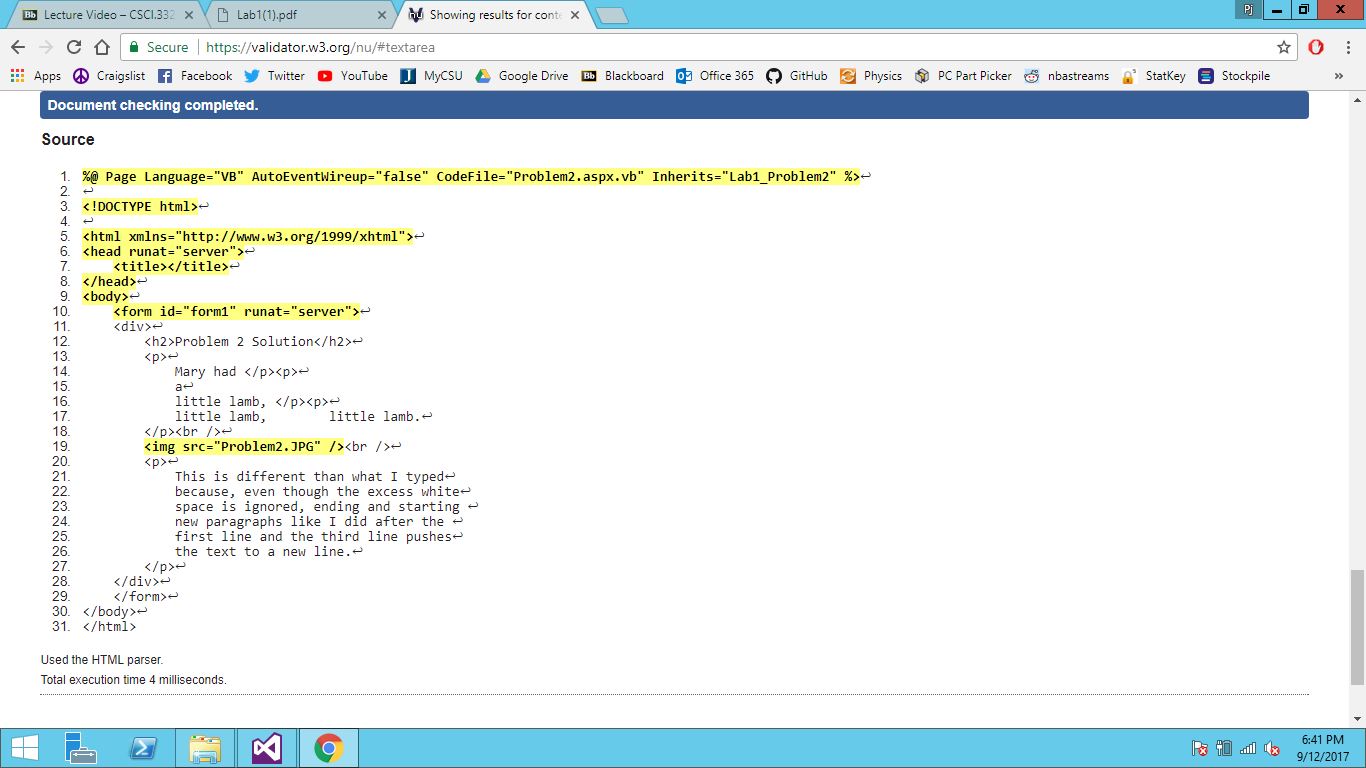 Lecture Video – CSCI.332
Lab1(1).pdf
Showing results for conte
PJ
Secure
https://validator.w3.org/nu/#textarea
Apps Craigslist Facebook Twitter YouTube MyCSU Google Drive Blackboard Office 365 GitHub Physics PC Part Picker nbastreams StatKey Stockpile »
Document checking completed.
Source
1. %@ Page Language="VB" AutoEventWireup="false" CodeFile="Problem2.aspx.vb" Inherits="Lab1_Problem2" %>↩
2. ↩
3. <!DOCTYPE html>↩
4. ↩
5. <html xmlns="http://www.w3.org/1999/xhtml">↩
6. <head runat="server">↩
7. <title></title>↩
8. </head>↩
9. <body>↩
10. <form id="form1" runat="server">↩
11. <div>↩
12. <h2>Problem 2 Solution</h2>↩
13. <p>↩
14. Mary had </p><p>↩
15. a↩
16. little lamb, </p><p>↩
17. little lamb, little lamb.↩
18. </p><br />↩
19. <img src="Problem2.JPG" /><br />↩
20. <p>↩
21. This is different than what I typed↩
22. because, even though the excess white↩
23. space is ignored, ending and starting ↩
24. new paragraphs like I did after the ↩
25. first line and the third line pushes↩
26. the text to a new line.↩
27. </p>↩
28. </div>↩
29. </form>↩
30. </body>↩
31. </html>
Used the HTML parser.
Total execution time 4 milliseconds.
6:41 PM
9/12/2017